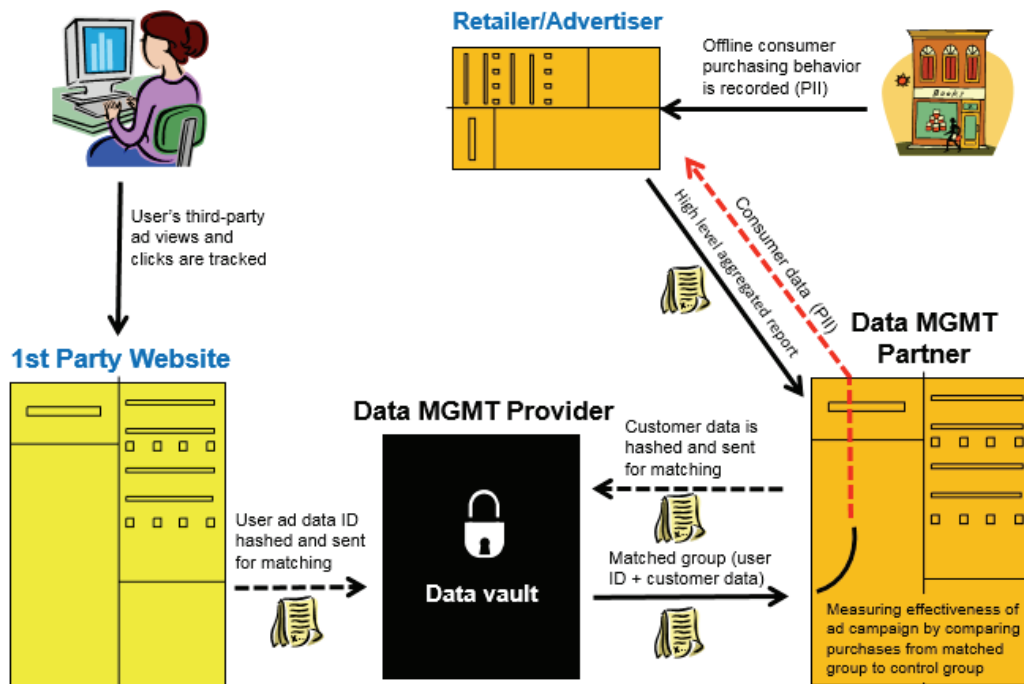 Retailer/Advertiser
Offline consumer
purchasing behavior
is recorded (PII)
Books
User's third-party
ad views and
clicks are tracked
High level aggregated report
Consumer data (PII)
1st Party Website
Data MGMT
Partner
Data MGMT Provider
Customer data is
hashed and sent
for matching
User ad data ID
hashed and sent
for matching
Data vault
Matched group (user
ID + customer data)
Measuring effectiveness of
ad campaign by comparing
purchases from matched
group to control group